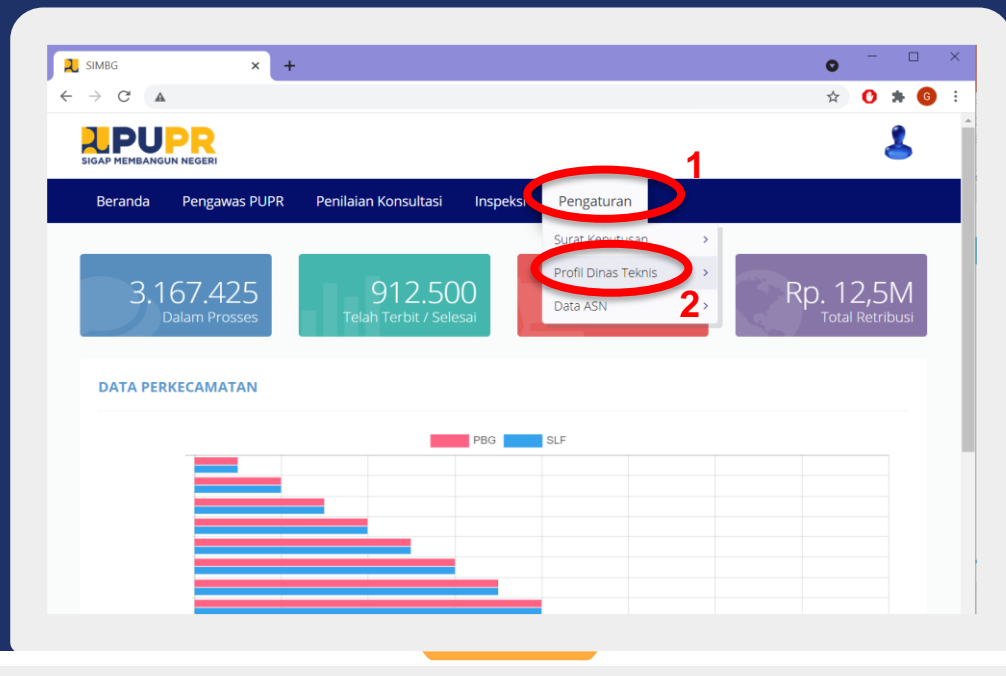 SIMBG
G
PUPR
SIGAP MEMBANGUN NEGERI
1
Beranda Pengawas PUPR Penilaian Konsultasi Inspeksi Pengaturan
Surat Keputusan
Profil Dinas Teknis
Data ASN
2
3.167.425
Dalam Prosses
912.500
Telah Terbit / Selesai
Rp. 12,5M
Total Retribusi
DATA PERKECAMATAN
PBG SLF